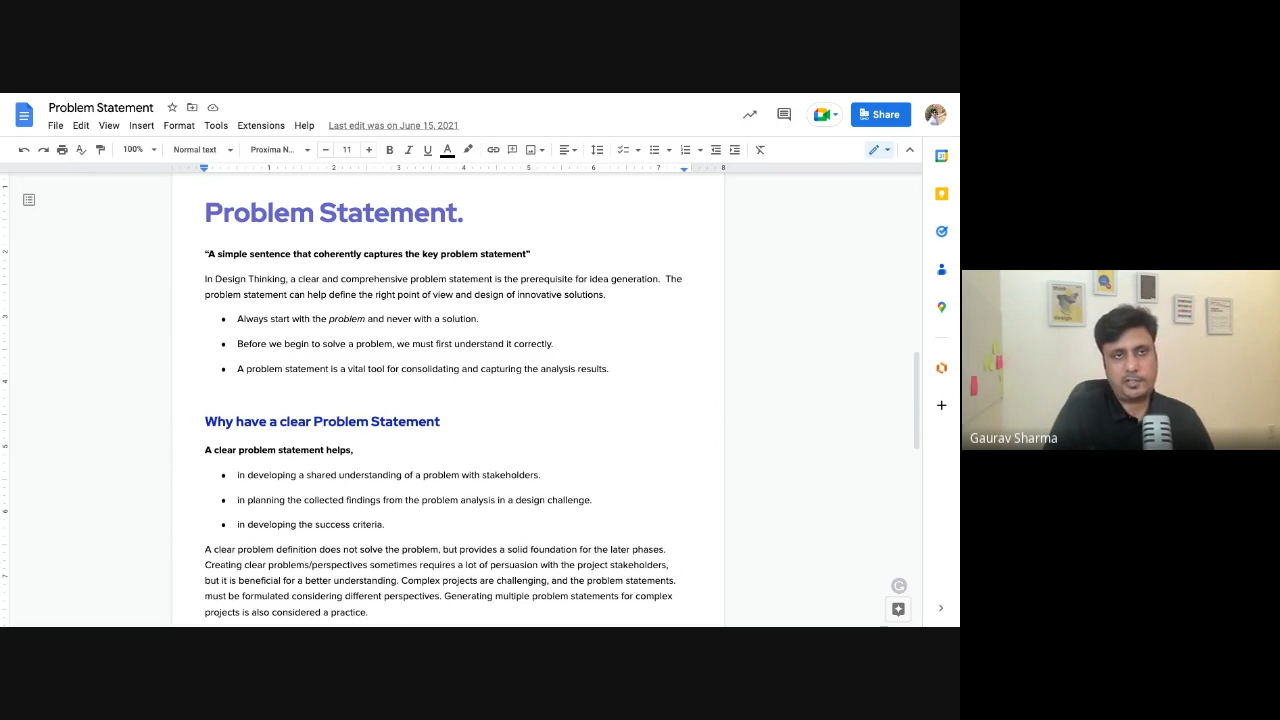 Problem Statement
File Edit View Insert Format Tools Extensions Help Last edit was on June 15, 2021
Share
100% Normal text Proxima N... 11
1 2 3 4 5 6 7 8
Problem Statement.
“A simple sentence that coherently captures the key problem statement”
In Design Thinking, a clear and comprehensive problem statement is the prerequisite for idea generation. The
problem statement can help define the right point of view and design of innovative solutions.
Always start with the problem and never with a solution.
Before we begin to solve a problem, we must first understand it correctly.
A problem statement is a vital tool for consolidating and capturing the analysis results.
Why have a clear Problem Statement
A clear problem statement helps,
in developing a shared understanding of a problem with stakeholders.
in planning the collected findings from the problem analysis in a design challenge.
in developing the success criteria.
A clear problem definition does not solve the problem, but provides a solid foundation for the later phases.
Creating clear problems/perspectives sometimes requires a lot of persuasion with the project stakeholders,
but it is beneficial for a better understanding. Complex projects are challenging, and the problem statements.
must be formulated considering different perspectives. Generating multiple problem statements for complex
projects is also considered a practice.
Gaurav Sharma